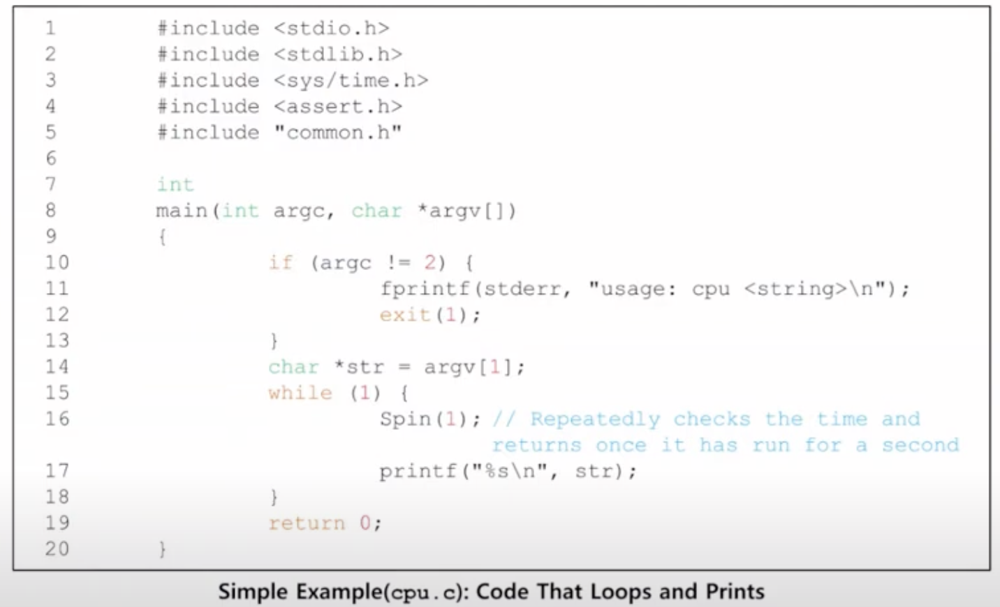 1 #include <stdio.h>
2 #include <stdlib.h>
3 #include <sys/time.h>
4 #include <assert.h>
5 #include "common.h"
6
7 int
8 main(int argc, char *argv[])
9 {
10 if (argc != 2) {
11 fprintf(stderr, "usage: cpu <string>\n");
12 exit(1);
13 }
14 char *str = argv[1];
15 while (1) {
16 Spin(1); // Repeatedly checks the time and
returns once it has run for a second
17 printf("%s\n", str);
18 }
19 return 0;
20 }
Simple Example(cpu.c): Code That Loops and Prints